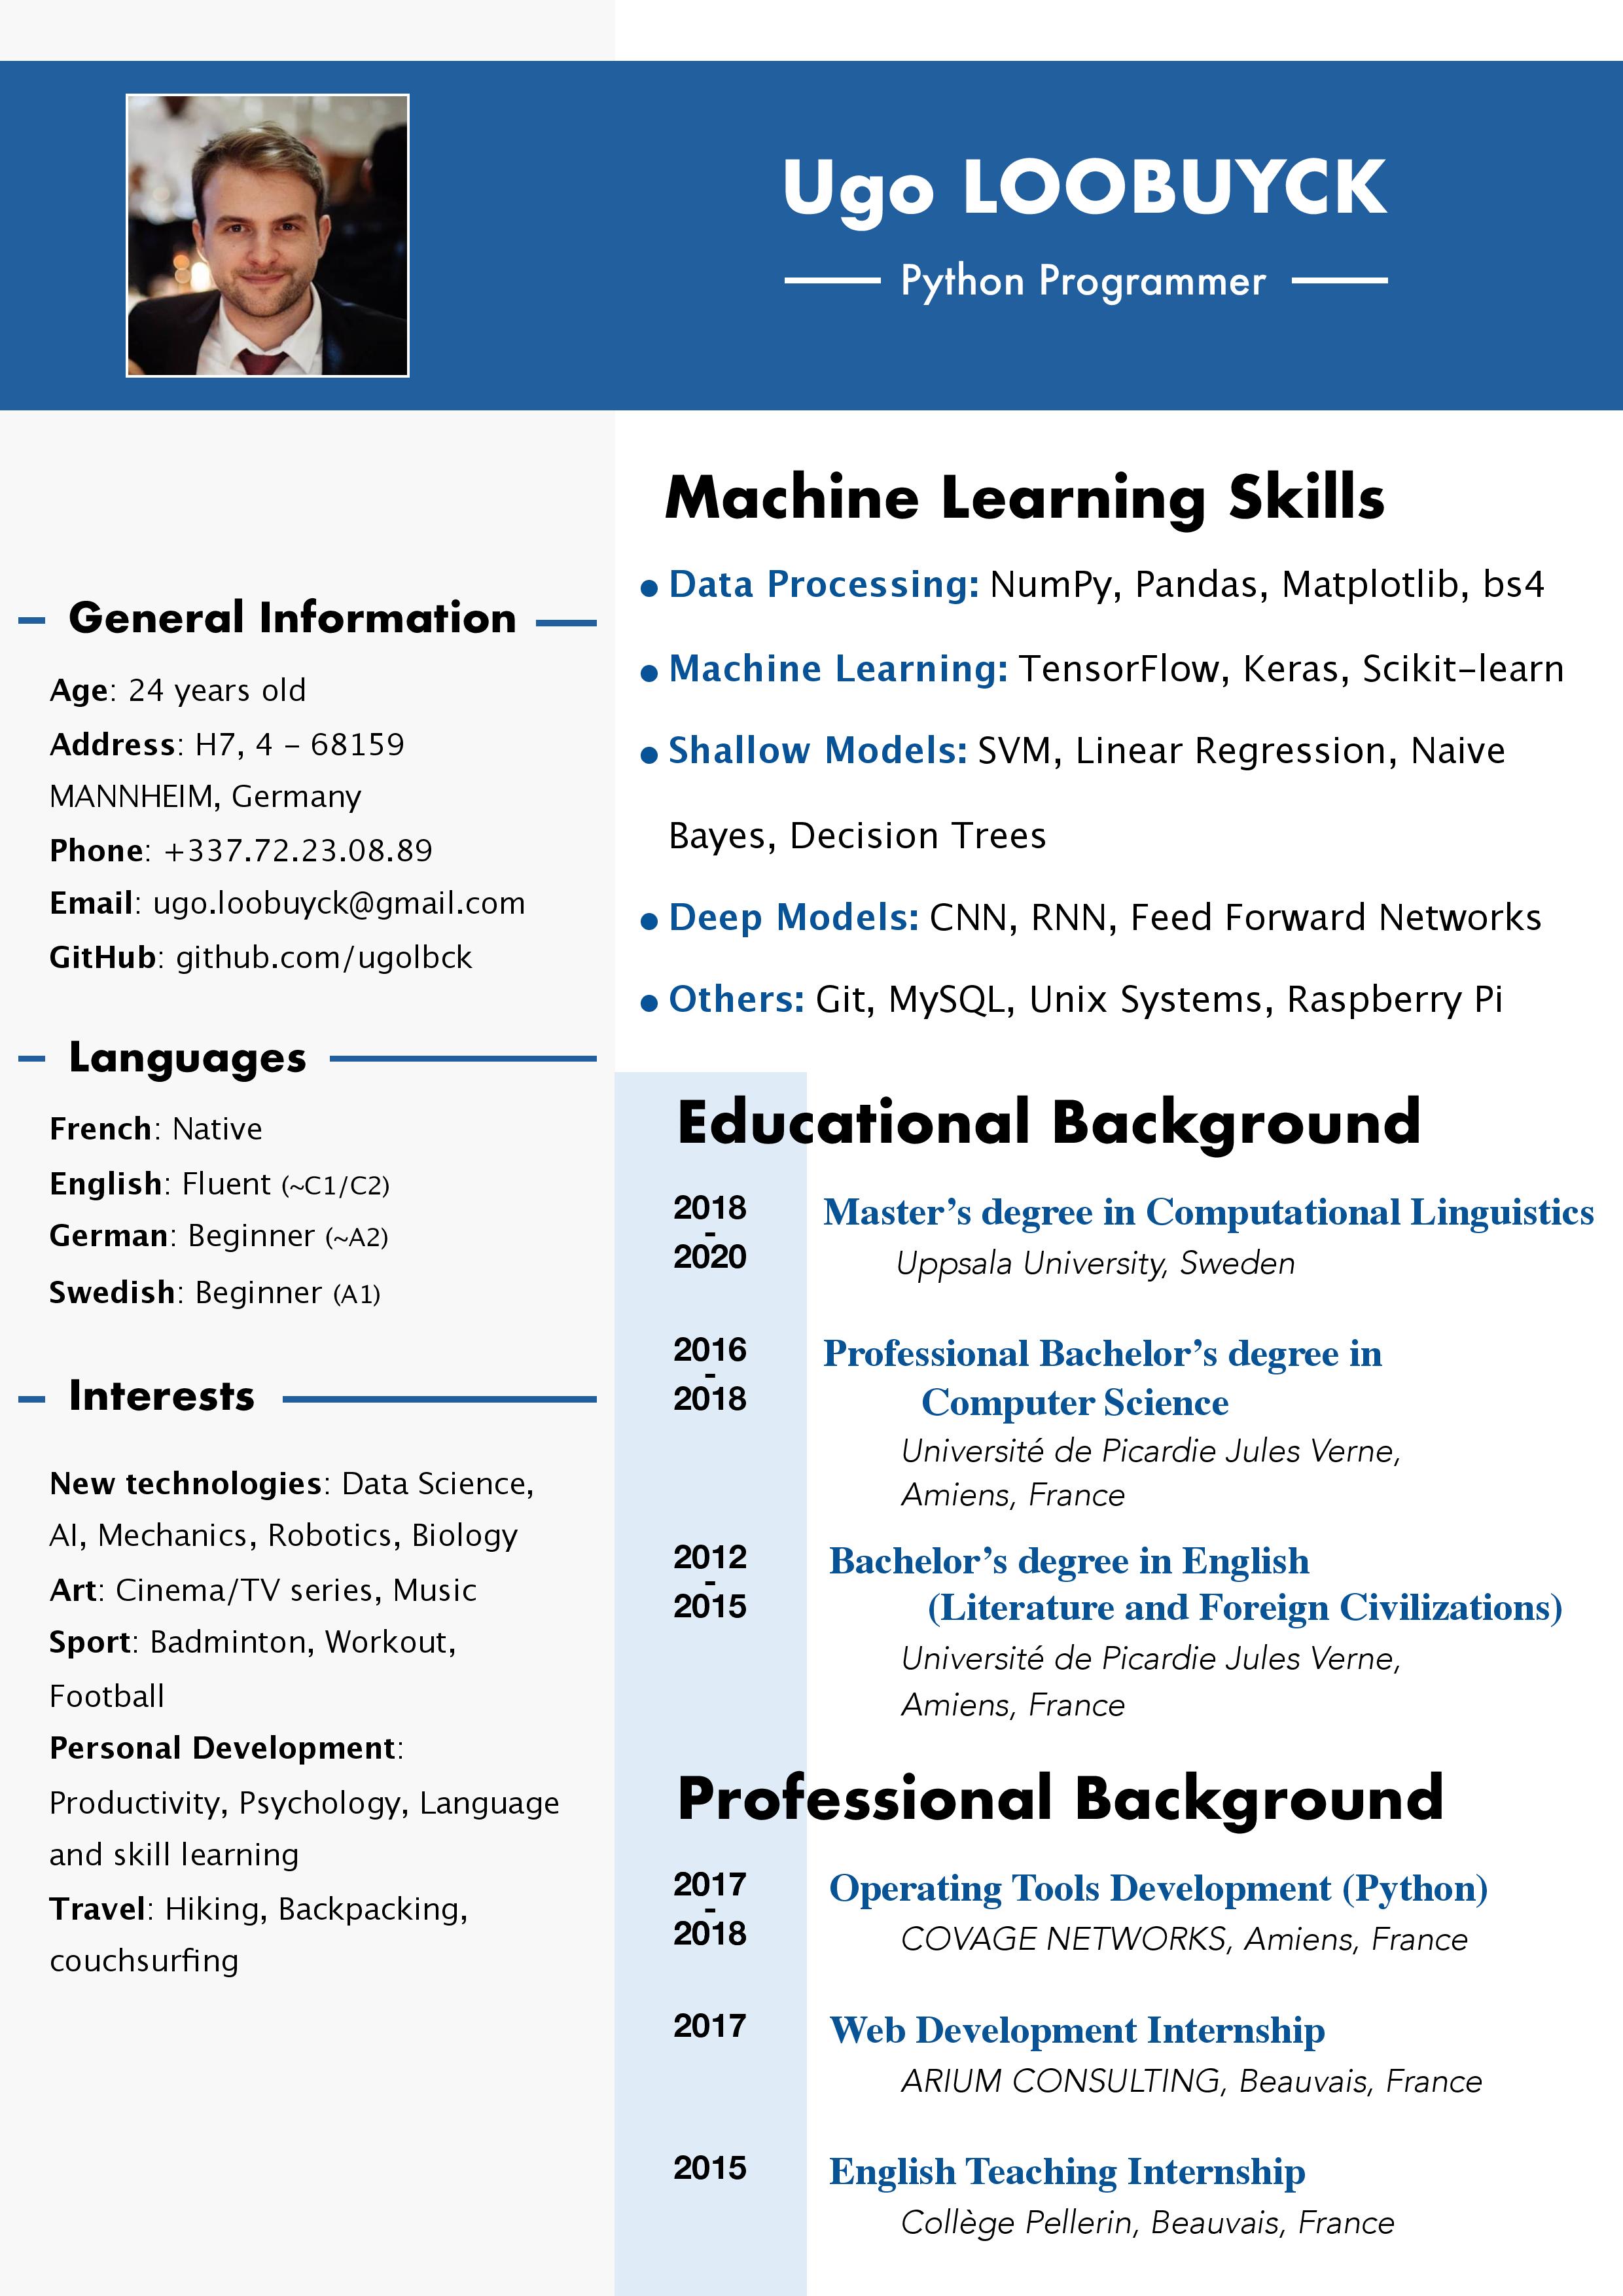 Ugo LOOBUYCK
Python Programmer
General Information
Age: 24 years old
Address: H7, 4 – 68159
MANNHEIM, Germany
Phone: +337.72.23.08.89
Email: ugo.loobuyck@gmail.com
GitHub: github.com/ugolbck
Languages
French: Native
English: Fluent (~C1/C2)
German: Beginner (~A2)
Swedish: Beginner (A1)
Interests
New technologies: Data Science,
AI, Mechanics, Robotics, Biology
Art: Cinema/TV series, Music
Sport: Badminton, Workout,
Football
Personal Development:
Productivity, Psychology, Language
and skill learning
Travel: Hiking, Backpacking,
couchsurfing
Machine Learning Skills
• Data Processing: NumPy, Pandas, Matplotlib, bs4
• Machine Learning: TensorFlow, Keras, Scikit-learn
• Shallow Models: SVM, Linear Regression, Naive
Bayes, Decision Trees
• Deep Models: CNN, RNN, Feed Forward Networks
• Others: Git, MySQL, Unix Systems, Raspberry Pi
Educational Background
2018
-
2020
Master’s degree in Computational Linguistics
Uppsala University, Sweden
2016
-
2018
Professional Bachelor’s degree in
Computer Science
Université de Picardie Jules Verne,
Amiens, France
2012
-
2015
Bachelor’s degree in English
(Literature and Foreign Civilizations)
Université de Picardie Jules Verne,
Amiens, France
Professional Background
2017
-
2018
Operating Tools Development (Python)
COVAGE NETWORKS, Amiens, France
2017
Web Development Internship
ARIUM CONSULTING, Beauvais, France
2015
English Teaching Internship
Collège Pellerin, Beauvais, France